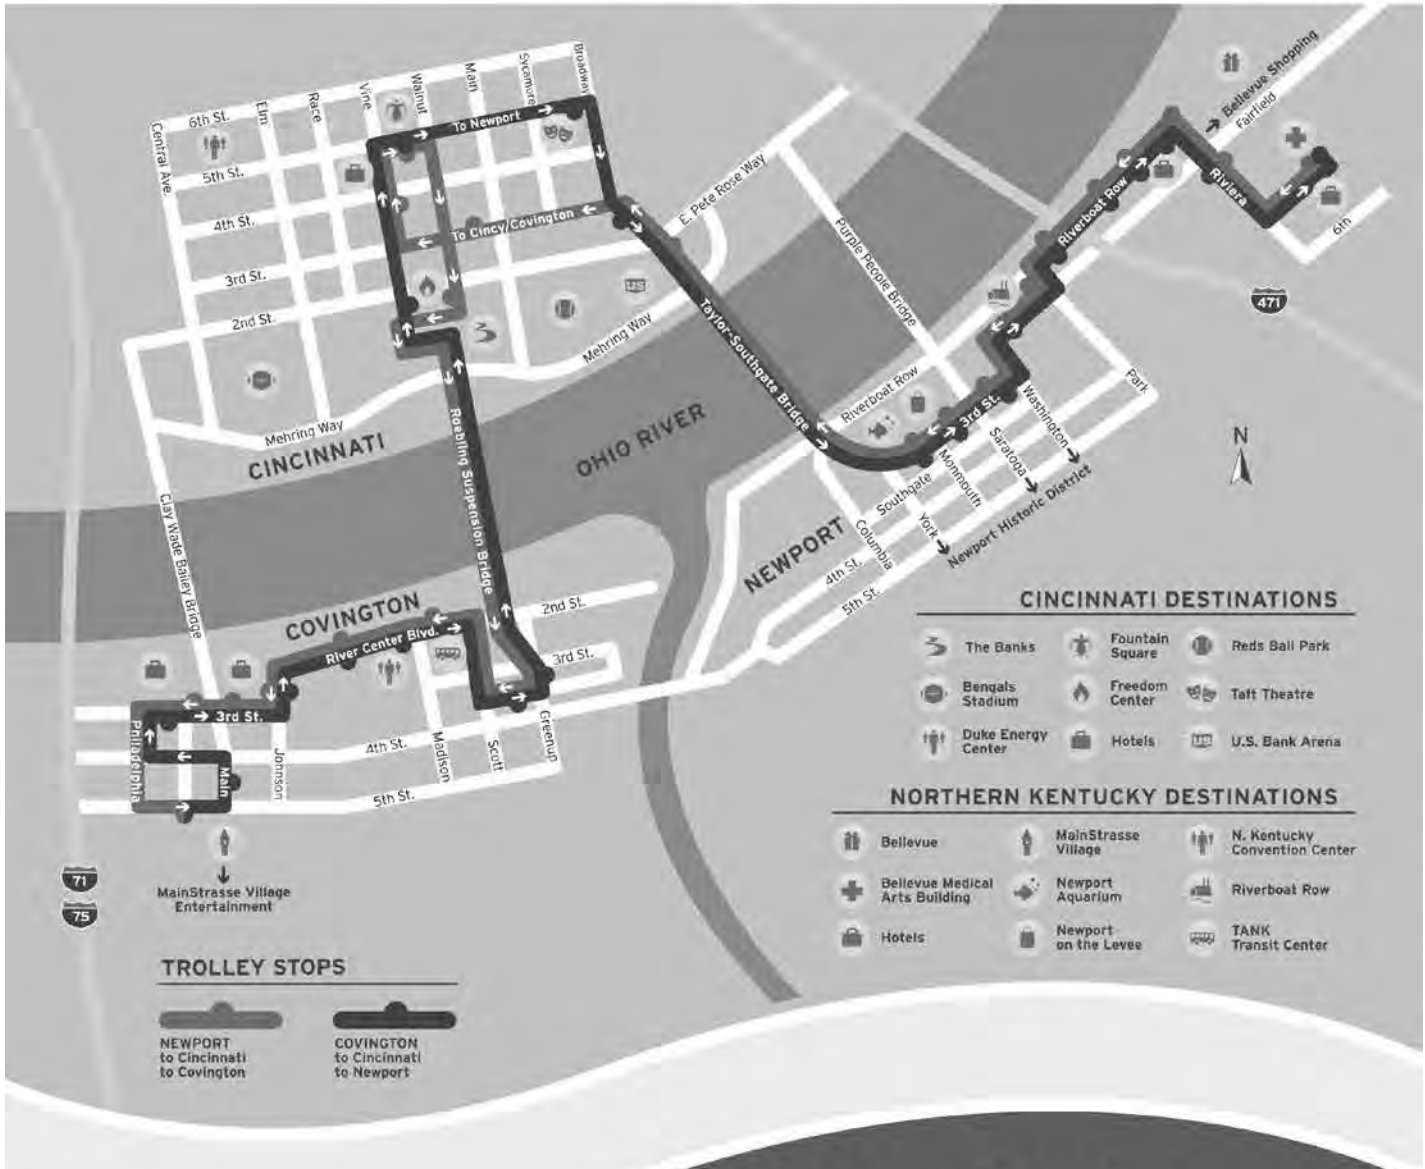 Broadway
Sycamore
Main
Walnut
Vine
Race
Elm
6th St.
Central Ave.
5th St.
4th St.
3rd St.
2nd St.
To Newport
To Cincy/Covington
E. Pete Rose Way
Bellevue Shopping
Fairfield
Riverboat Row
Riviera
6th
471
Purple People Bridge
Taylor-Southgate Bridge
US
Mehring Way
Mehring Way
Riverboat Row
3rd St.
Park
Washington
Saratoga
Monmouth
Southgate
York
Columbia
Newport Historic District
N
CINCINNATI
OHIO RIVER
NEWPORT
COVINGTON
Clay Wade Bailey Bridge
Roebling Suspension Bridge
4th St.
5th St.
2nd St.
3rd St.
River Center Blvd.
3rd St.
Philadelphia
Main
Johnson
4th St.
Madison
Scott
Greenup
5th St.
71
75
MainStrasse Village
Entertainment
CINCINNATI DESTINATIONS
The Banks
Fountain
Square
Reds Ball Park
Bengals
Stadium
Freedom
Center
Taft Theatre
Duke Energy
Center
Hotels
US
U.S. Bank Arena
NORTHERN KENTUCKY DESTINATIONS
Bellevue
MainStrasse
Village
N. Kentucky
Convention Center
Bellevue Medical
Arts Building
Newport
Aquarium
Riverboat Row
Hotels
Newport
on the Levee
TANK
Transit Center
TROLLEY STOPS
NEWPORT
to Cincinnati
to Covington
COVINGTON
to Cincinnati
to Newport